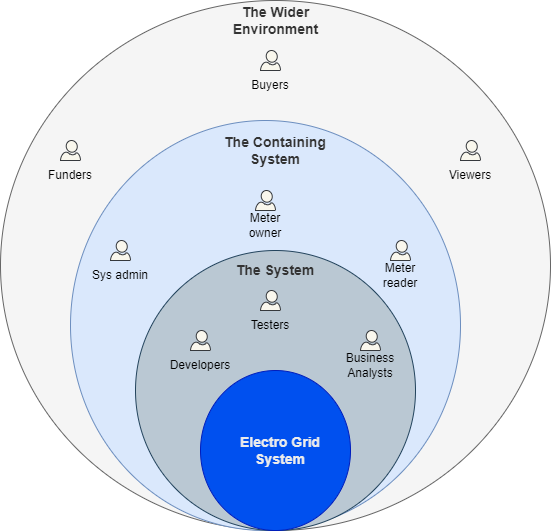 The Wider
Environment
Buyers
Funders
Viewers
The Containing
System
Meter
owner
Sys admin
Meter
reader
The System
Testers
Developers
Business
Analysts
Electro Grid
System